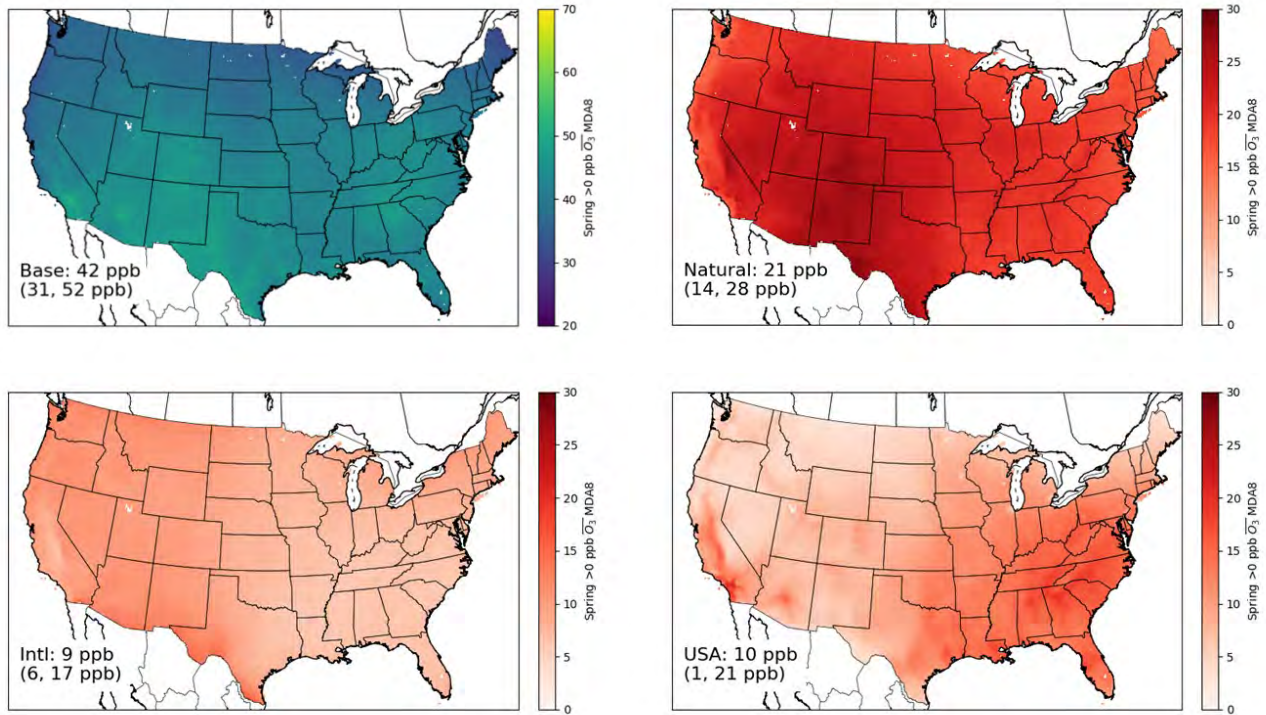 70
60
50
40
30
20
Spring >0 ppb O₃ MDA8
Base: 42 ppb
(31, 52 ppb)
30
25
20
15
10
5
0
Spring >0 ppb O₃ MDA8
Natural: 21 ppb
(14, 28 ppb)
30
25
20
15
10
5
0
Spring >0 ppb O₃ MDA8
Intl: 9 ppb
(6, 17 ppb)
30
25
20
15
10
5
0
Spring >0 ppb O₃ MDA8
USA: 10 ppb
(1, 21 ppb)